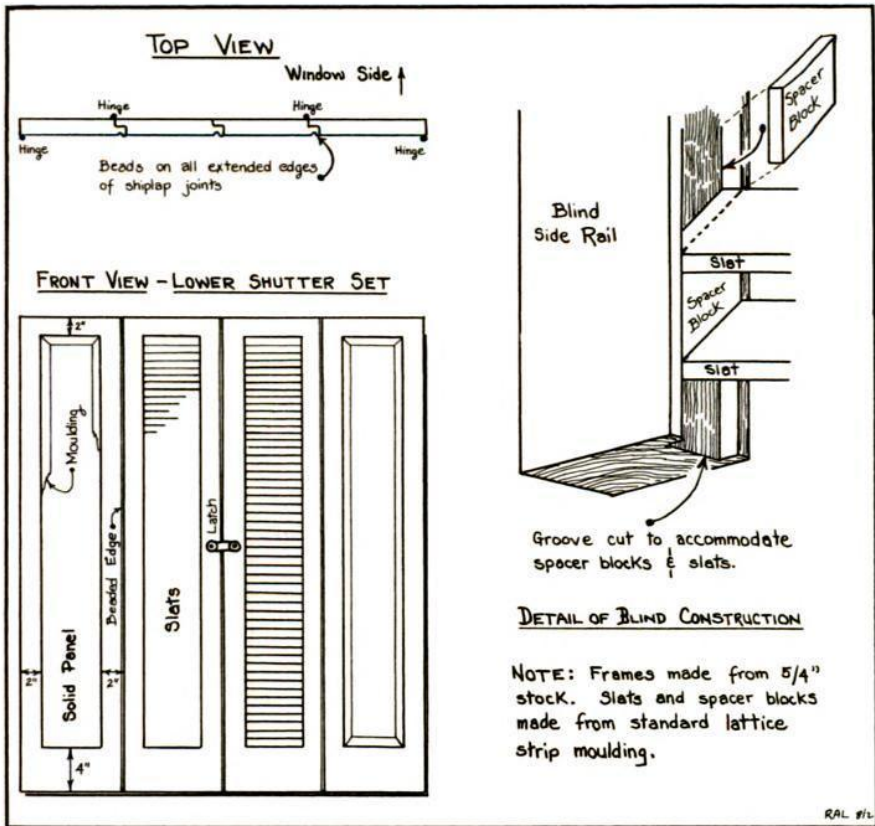 TOP VIEW
Window Side
Hinge
Hinge
Hinge
Hinge
Beads on all extended edges
of shiplap joints
FRONT VIEW - LOWER SHUTTER SET
2"
Moulding
Beaded Edge
Latch
Slats
Solid Panel
2"
2"
4"
Spacer
Block
Blind
Side Rail
Slat
Spacer
Block
Slat
Groove cut to accommodate
spacer blocks & slats.
DETAIL OF BLIND CONSTRUCTION
NOTE: Frames made from 5/4"
stock. Slats and spacer blocks
made from standard lattice
strip moulding.
RAL